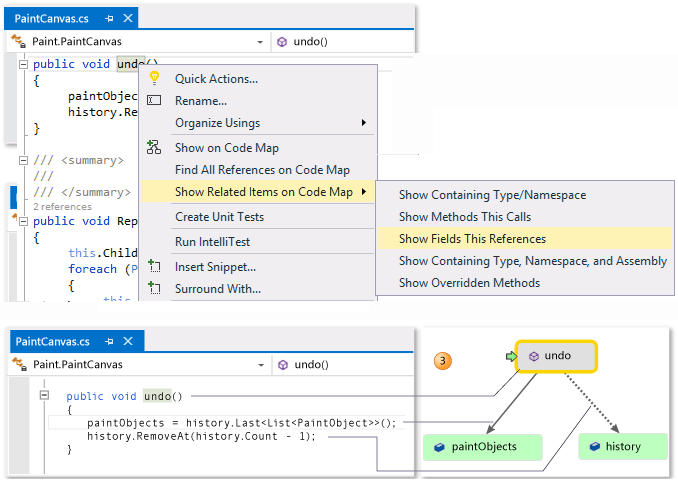 PaintCanvas.cs
Paint.PaintCanvas undo()
public void undo()
{
paintObjec
history.Re
}
/// <summary>
///
/// </summary>
2 references
public void Rep
{
this.Child
foreach (P
{
this
Quick Actions...
Rename...
Organize Usings
Show on Code Map
Find All References on Code Map
Show Related Items on Code Map
Create Unit Tests
Run IntelliTest
Insert Snippet...
Surround With...
Show Containing Type/Namespace
Show Methods This Calls
Show Fields This References
Show Containing Type, Namespace, and Assembly
Show Overridden Methods
PaintCanvas.cs
Paint.PaintCanvas undo()
public void undo()
{
paintObjects = history.Last<List<PaintObject>>();
history.RemoveAt(history.Count - 1);
}
3
undo
paintObjects
history